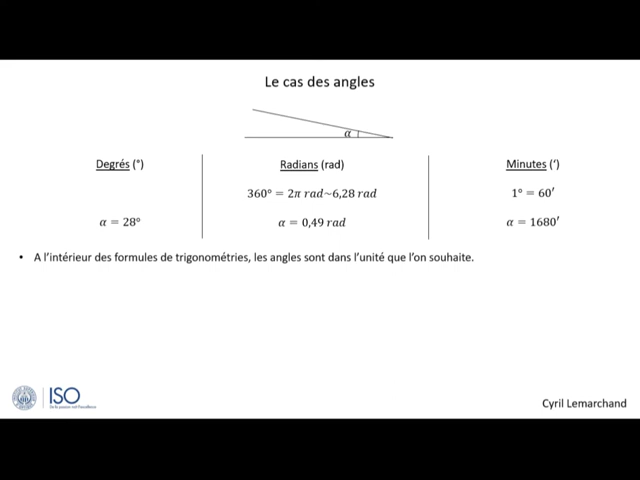 Le cas des angles
α
Degrés (°)
Radians (rad)
Minutes (‘)
360° = 2π rad~6,28 rad
1° = 60′
α = 28°
α = 0,49 rad
α = 1680′
• A l’intérieur des formules de trigonométries, les angles sont dans l’unité que l’on souhaite.
ISO
Cyril Lemarchand